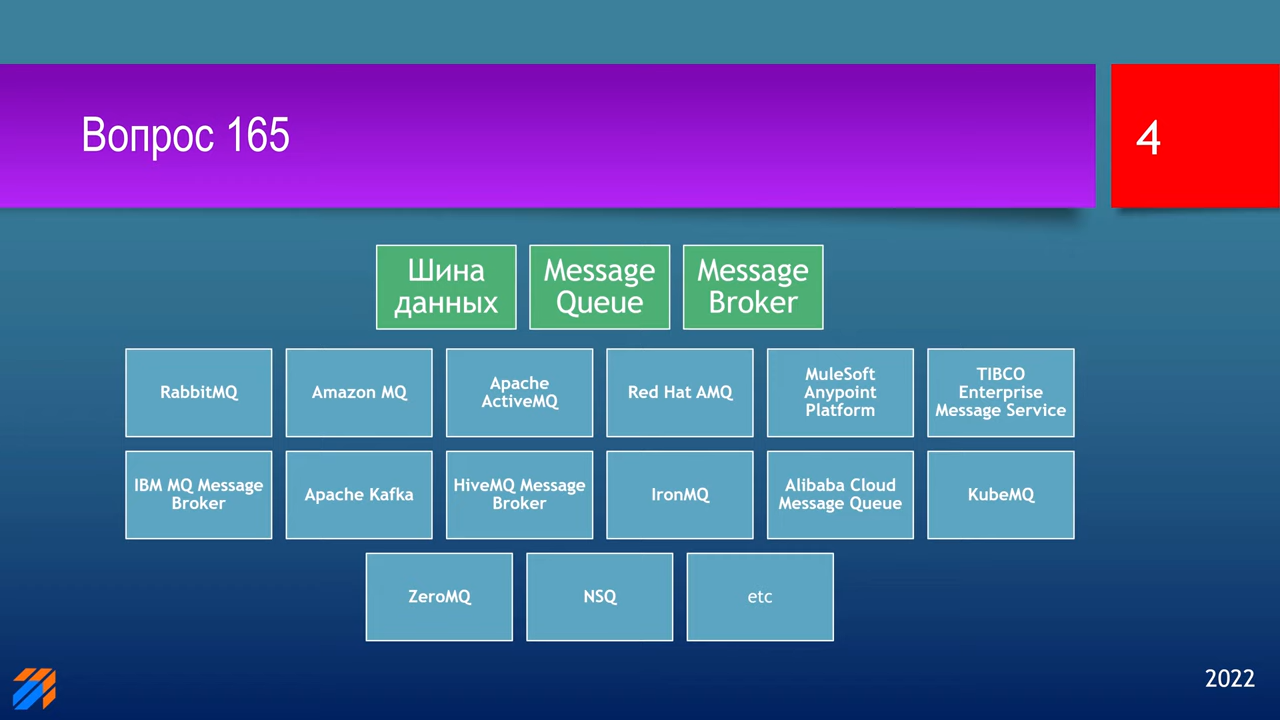 Вопрос 165
4
Шина
данных
Message
Queue
Message
Broker
RabbitMQ
Amazon MQ
Apache
ActiveMQ
Red Hat AMQ
MuleSoft
Anypoint
Platform
TIBCO
Enterprise
Message Service
IBM MQ Message
Broker
Apache Kafka
HiveMQ Message
Broker
IronMQ
Alibaba Cloud
Message Queue
KubeMQ
ZeroMQ
NSQ
etc
2022